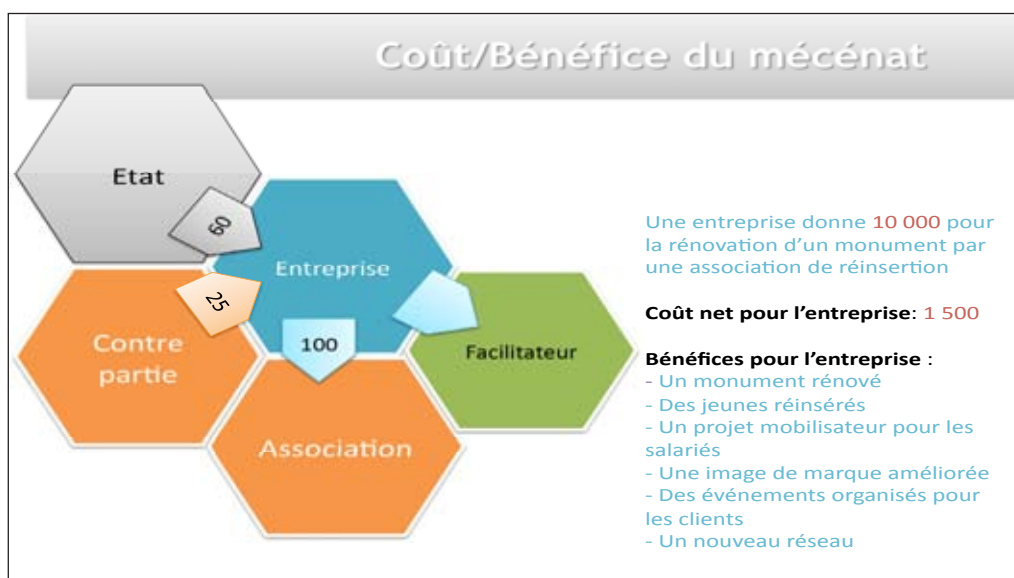 Coût/Bénéfice du mécénat
Etat
60
Entreprise
25
100
Contre
partie
Facilitateur
Association
Une entreprise donne 10 000 pour
la rénovation d’un monument par
une association de réinsertion
Coût net pour l’entreprise: 1 500
Bénéfices pour l’entreprise :
- Un monument rénové
- Des jeunes réinsérés
- Un projet mobilisateur pour les
salariés
- Une image de marque améliorée
- Des événements organisés pour
les clients
- Un nouveau réseau